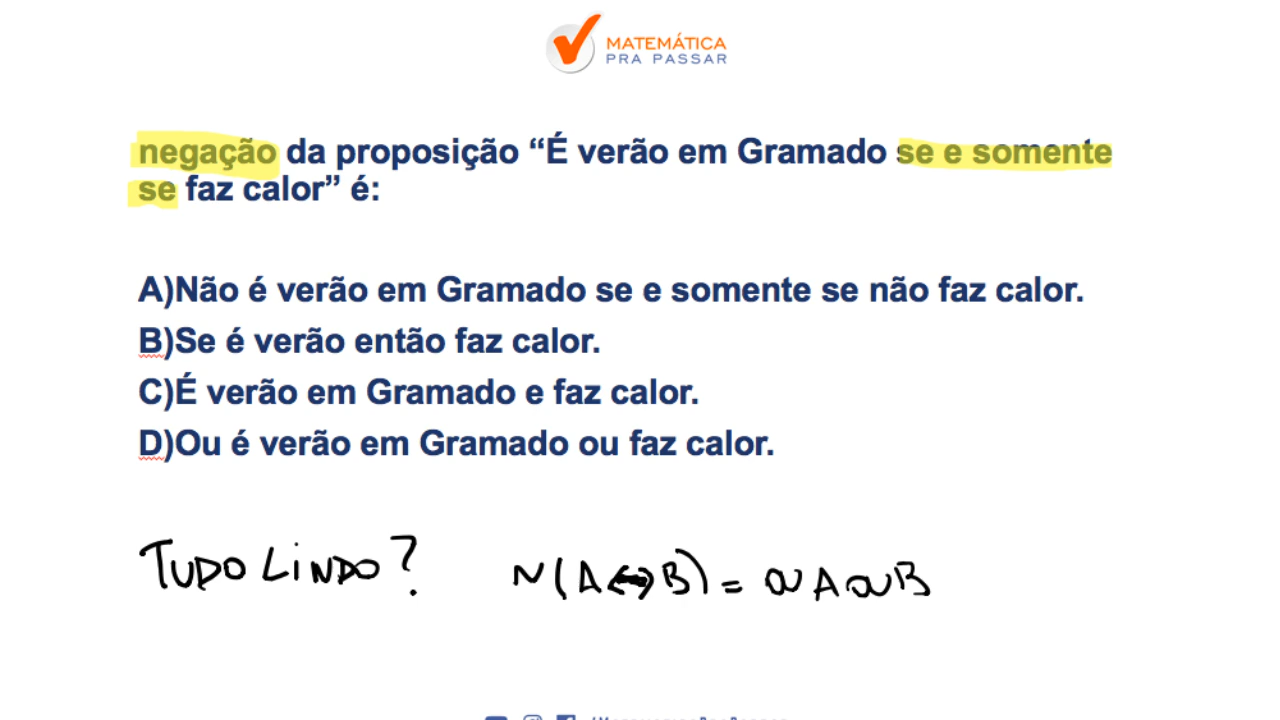 MATEMÁTICA
PRA PASSAR
negação da proposição “É verão em Gramado se e somente
se faz calor” é:
A)Não é verão em Gramado se e somente se não faz calor.
B)Se é verão então faz calor.
C)É verão em Gramado e faz calor.
D)Ou é verão em Gramado ou faz calor.
TUDO LINDO? N(A↔B) = OU A OU B